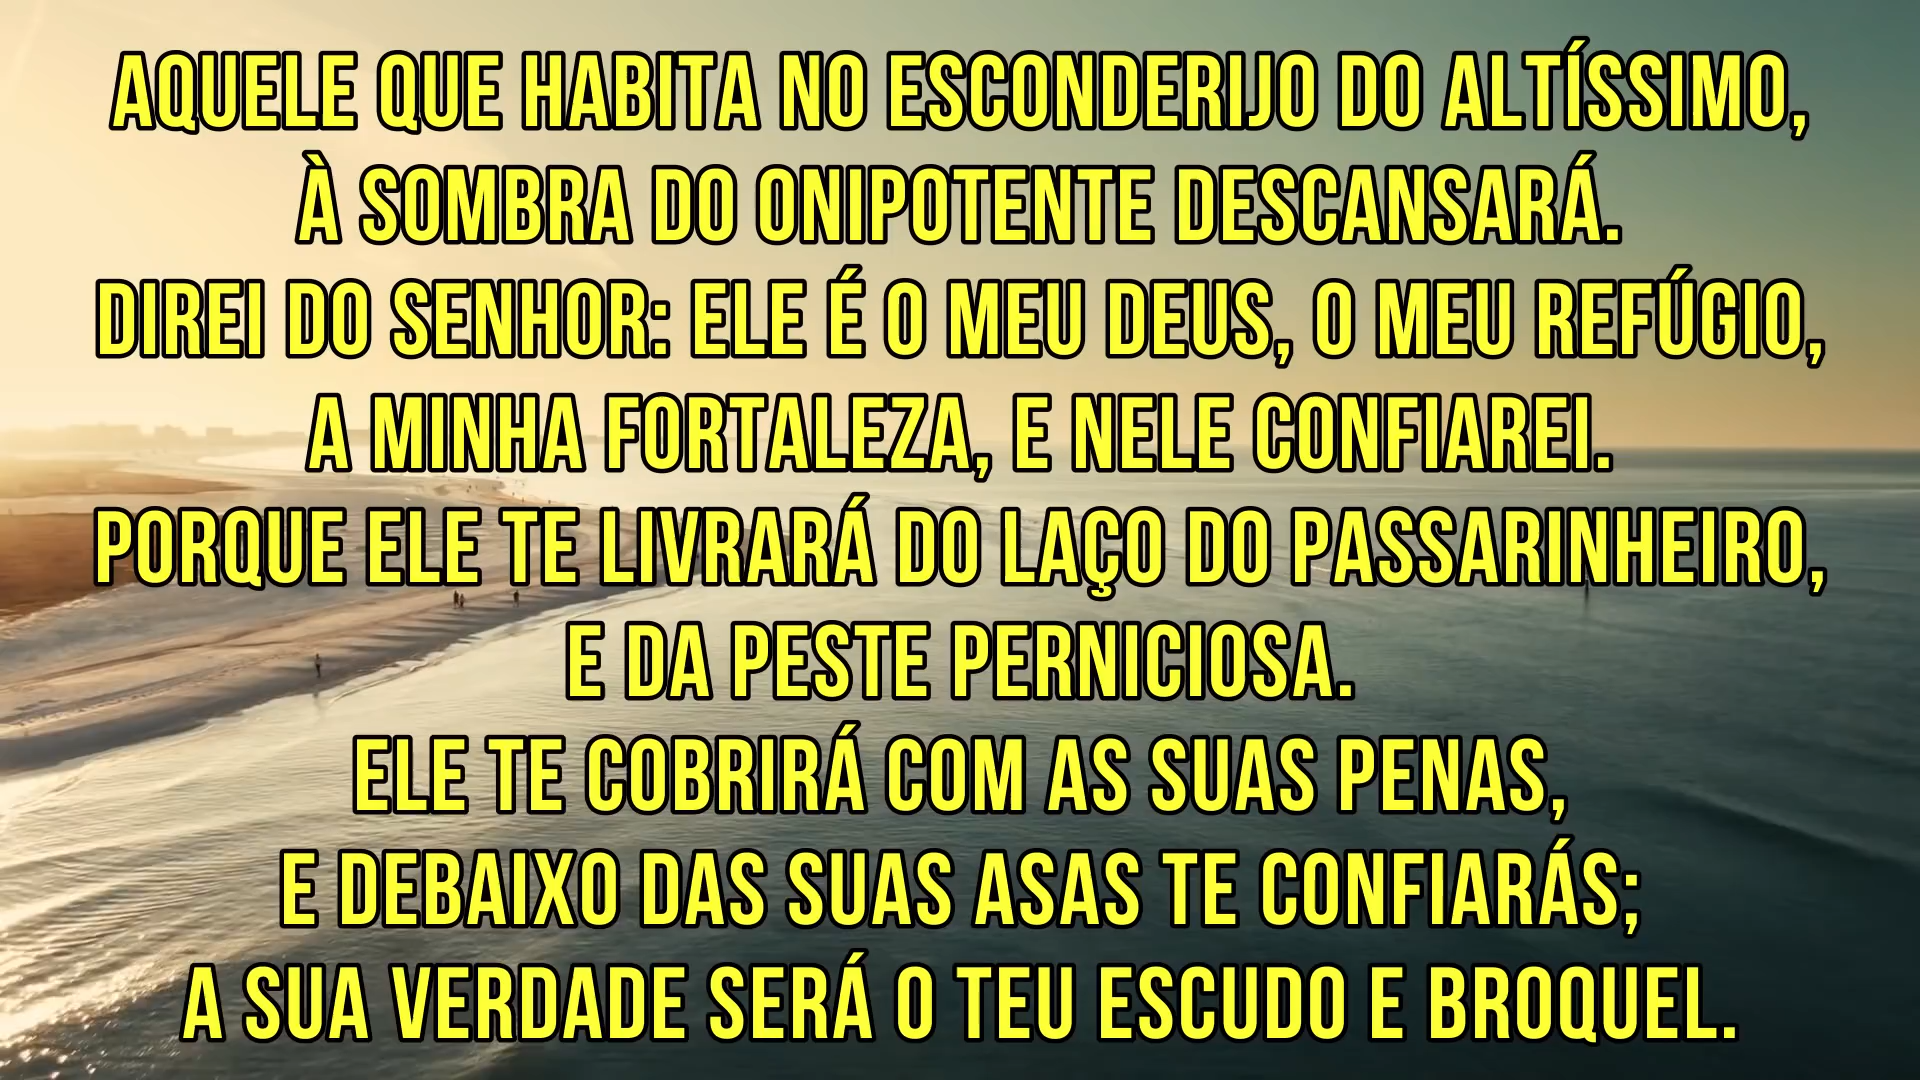 AQUELE QUE HABITA NO ESCONDERIJO DO ALTÍSSIMO,
À SOMBRA DO ONIPOTENTE DESCANSARÁ.
DIREI DO SENHOR: ELE É O MEU DEUS, O MEU REFÚGIO,
A MINHA FORTALEZA, E NELE CONFIAREI.
PORQUE ELE TE LIVRARÁ DO LAÇO DO PASSARINHEIRO,
E DA PESTE PERNICIOSA.
ELE TE COBRIRÁ COM AS SUAS PENAS,
E DEBAIXO DAS SUAS ASAS TE CONFIARÁS;
A SUA VERDADE SERÁ O TEU ESCUDO E BROQUEL.